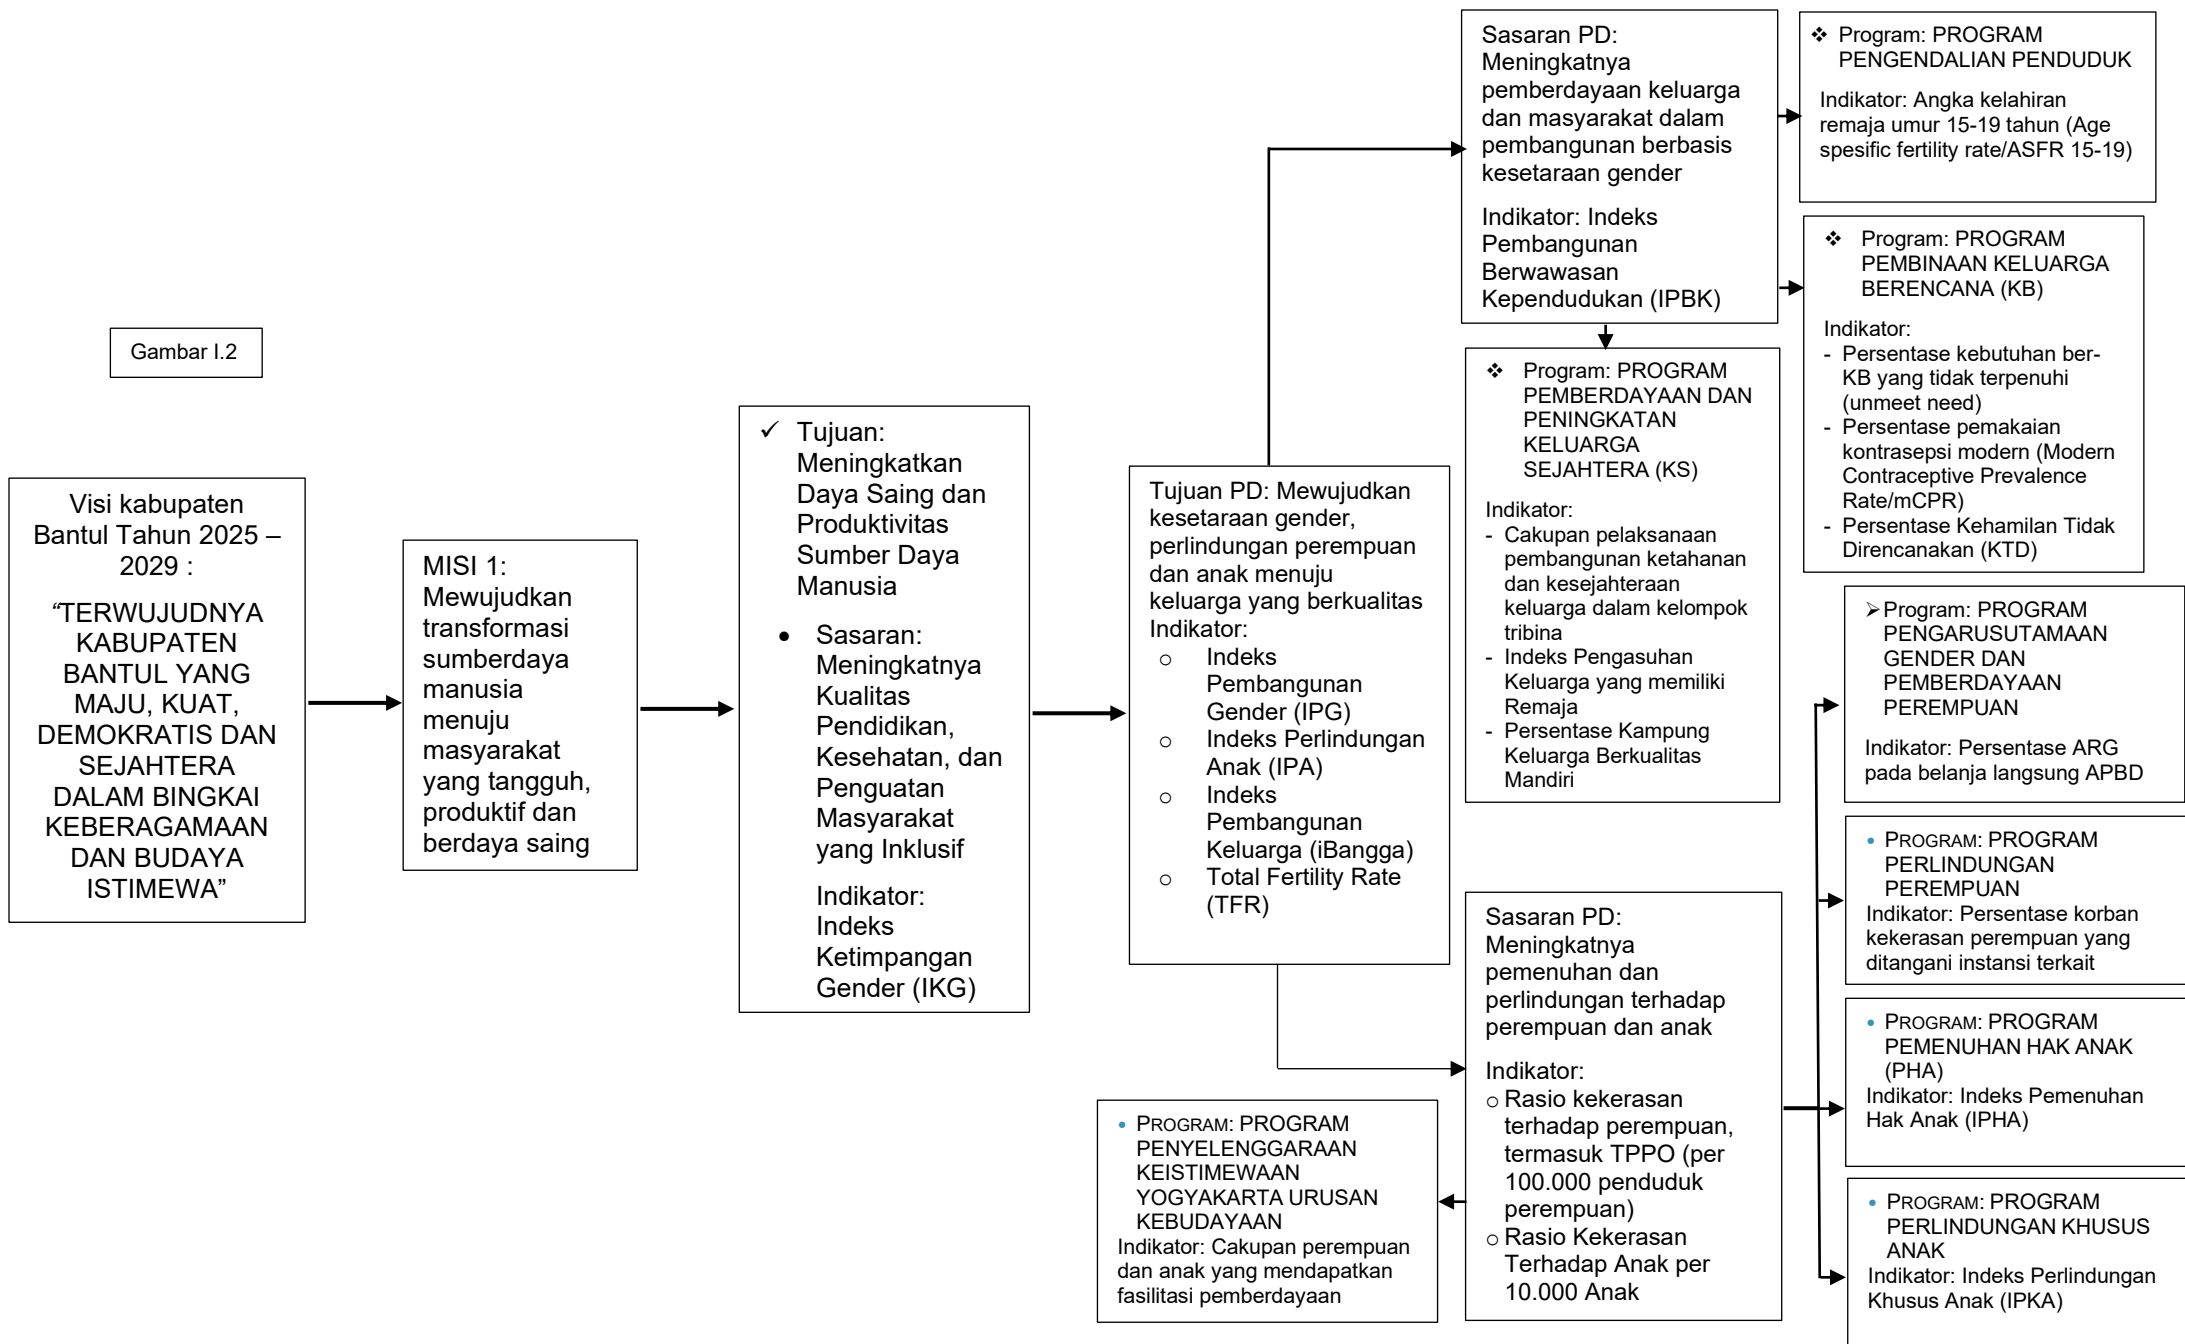 Gambar I.2
Visi kabupaten
Bantul Tahun 2025 –
2029 :
“TERWUJUDNYA
KABUPATEN
BANTUL YANG
MAJU, KUAT,
DEMOKRATIS DAN
SEJAHTERA
DALAM BINGKAI
KEBERAGAMAAN
DAN BUDAYA
ISTIMEWA”
MISI 1:
Mewujudkan
transformasi
sumberdaya
manusia
menuju
masyarakat
yang tangguh,
produktif dan
berdaya saing
✓ Tujuan:
Meningkatkan
Daya Saing dan
Produktivitas
Sumber Daya
Manusia
• Sasaran:
Meningkatnya
Kualitas
Pendidikan,
Kesehatan, dan
Penguatan
Masyarakat
yang Inklusif
Indikator:
Indeks
Ketimpangan
Gender (IKG)
Tujuan PD: Mewujudkan
kesetaraan gender,
perlindungan perempuan
dan anak menuju
keluarga yang berkualitas
Indikator:
o Indeks
Pembangunan
Gender (IPG)
o Indeks Perlindungan
Anak (IPA)
o Indeks
Pembangunan
Keluarga (iBangga)
o Total Fertility Rate
(TFR)
Sasaran PD:
Meningkatnya
pemberdayaan keluarga
dan masyarakat dalam
pembangunan berbasis
kesetaraan gender
Indikator: Indeks
Pembangunan
Berwawasan
Kependudukan (IPBK)
❖ Program: PROGRAM
PENGENDALIAN PENDUDUK
Indikator: Angka kelahiran
remaja umur 15-19 tahun (Age
spesific fertility rate/ASFR 15-19)
❖ Program: PROGRAM
PEMBINAAN KELUARGA
BERENCANA (KB)
Indikator:
- Persentase kebutuhan ber-
KB yang tidak terpenuhi
(unmeet need)
- Persentase pemakaian
kontrasepsi modern (Modern
Contraceptive Prevalence
Rate/mCPR)
- Persentase Kehamilan Tidak
Direncanakan (KTD)
❖ Program: PROGRAM
PEMBERDAYAAN DAN
PENINGKATAN
KELUARGA
SEJAHTERA (KS)
Indikator:
- Cakupan pelaksanaan
pembangunan ketahanan
dan kesejahteraan
keluarga dalam kelompok
tribina
- Indeks Pengasuhan
Keluarga yang memiliki
Remaja
- Persentase Kampung
Keluarga Berkualitas
Mandiri
Sasaran PD:
Meningkatnya
pemenuhan dan
perlindungan terhadap
perempuan dan anak
Indikator:
o Rasio kekerasan
terhadap perempuan,
termasuk TPPO (per
100.000 penduduk
perempuan)
o Rasio Kekerasan
Terhadap Anak per
10.000 Anak
➢ Program: PROGRAM
PENGARUSUTAMAAN
GENDER DAN
PEMBERDAYAAN
PEREMPUAN
Indikator: Persentase ARG
pada belanja langsung APBD
• PROGRAM: PROGRAM
PERLINDUNGAN
PEREMPUAN
Indikator: Persentase korban
kekerasan perempuan yang
ditangani instansi terkait
• PROGRAM: PROGRAM
PEMENUHAN HAK ANAK
(PHA)
Indikator: Indeks Pemenuhan
Hak Anak (IPHA)
• PROGRAM: PROGRAM
PERLINDUNGAN KHUSUS
ANAK
Indikator: Indeks Perlindungan
Khusus Anak (IPKA)
• PROGRAM: PROGRAM
PENYELENGGARAAN
KEISTIMEWAAN
YOGYAKARTA URUSAN
KEBUDAYAAN
Indikator: Cakupan perempuan
dan anak yang mendapatkan
fasilitasi pemberdayaan